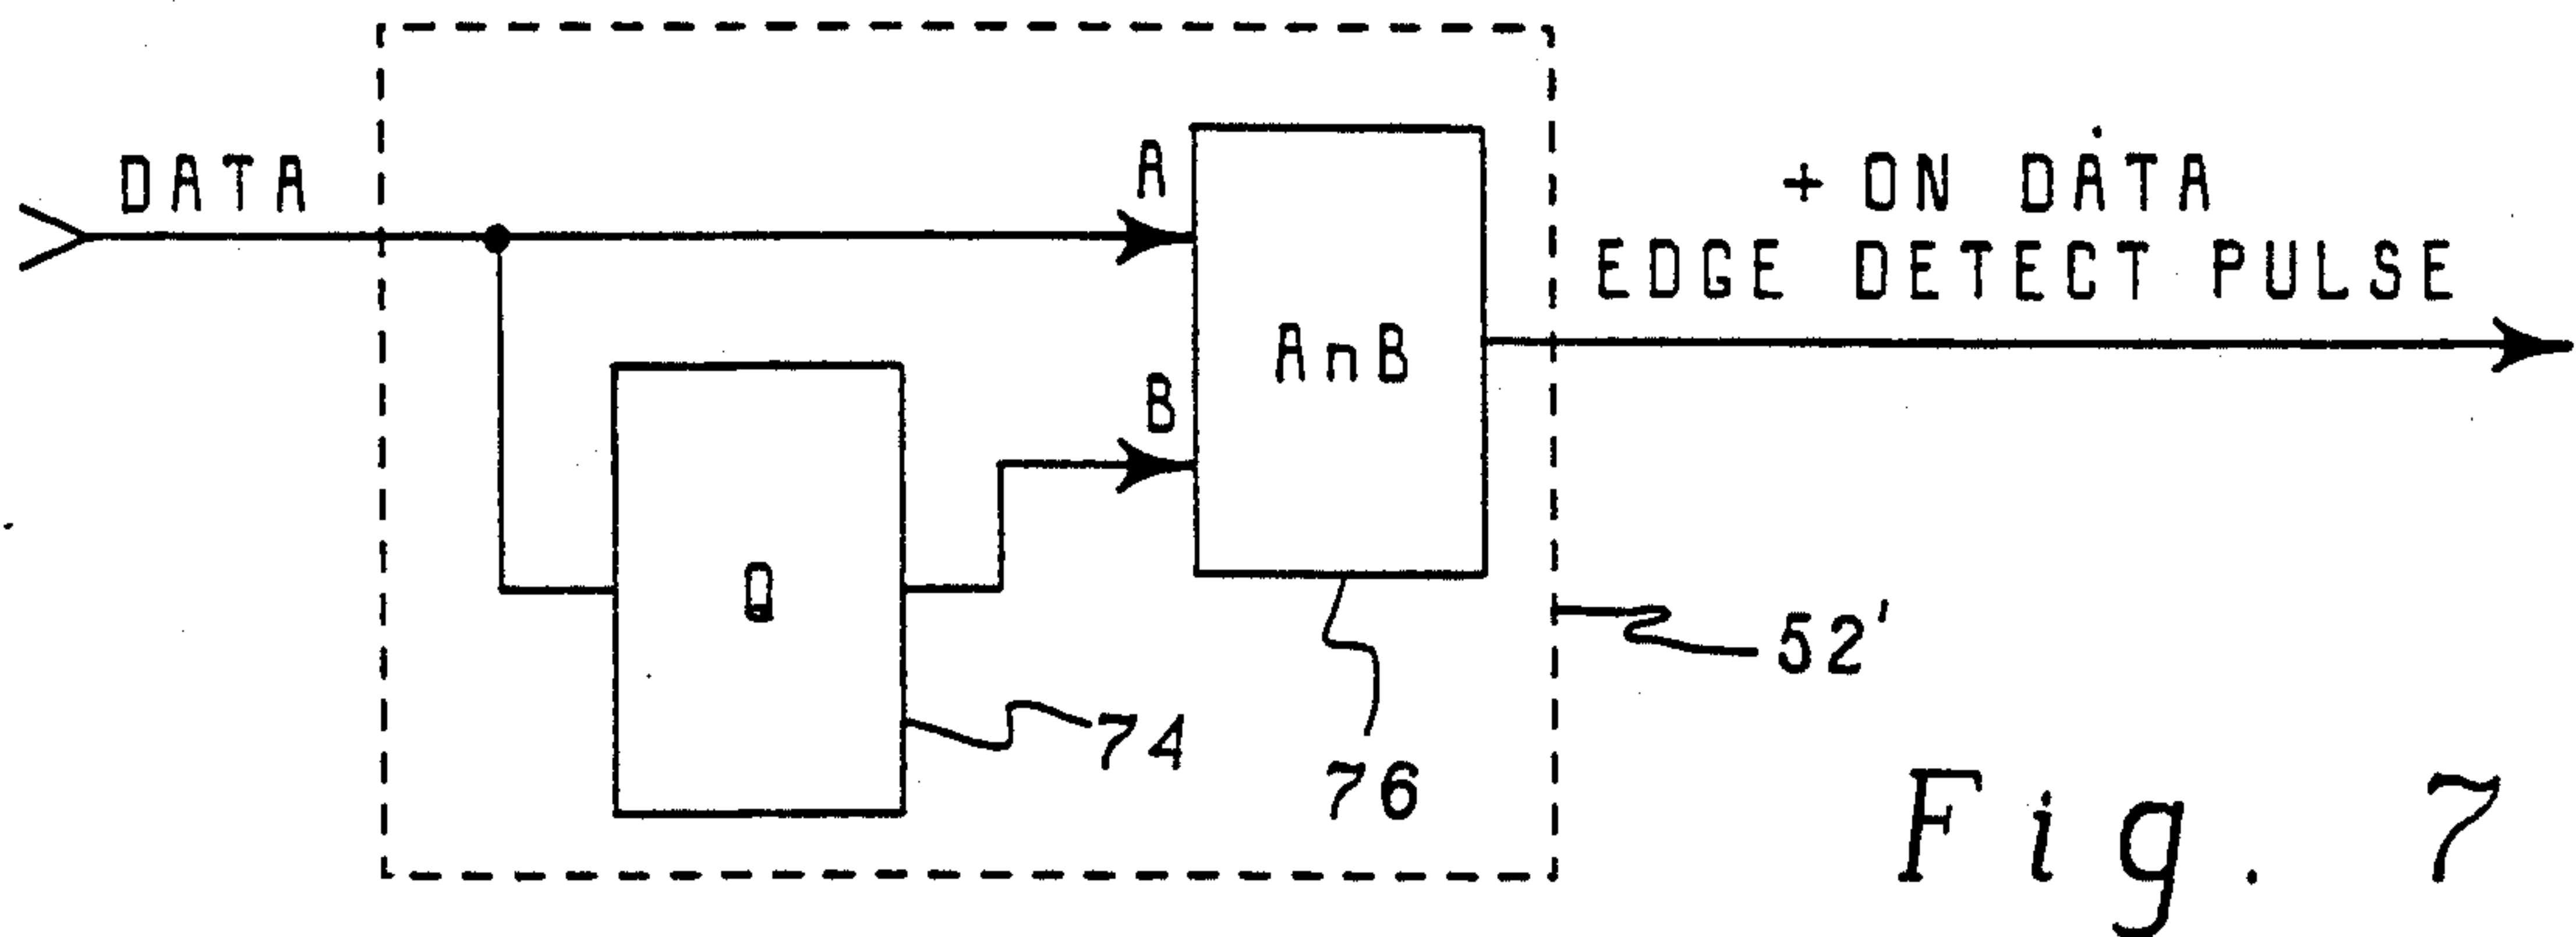 DATA
A
+ ON DATA
EDGE DETECT PULSE
AnB
B
52'
74
76
Fig. 7